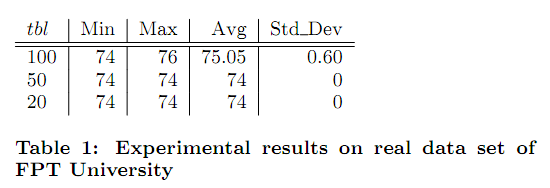 tbl Min Max Avg Std_Dev
100 74 76 75.05 0.60
50 74 74 74 0
20 74 74 74 0
Table 1: Experimental results on real data set of
FPT University